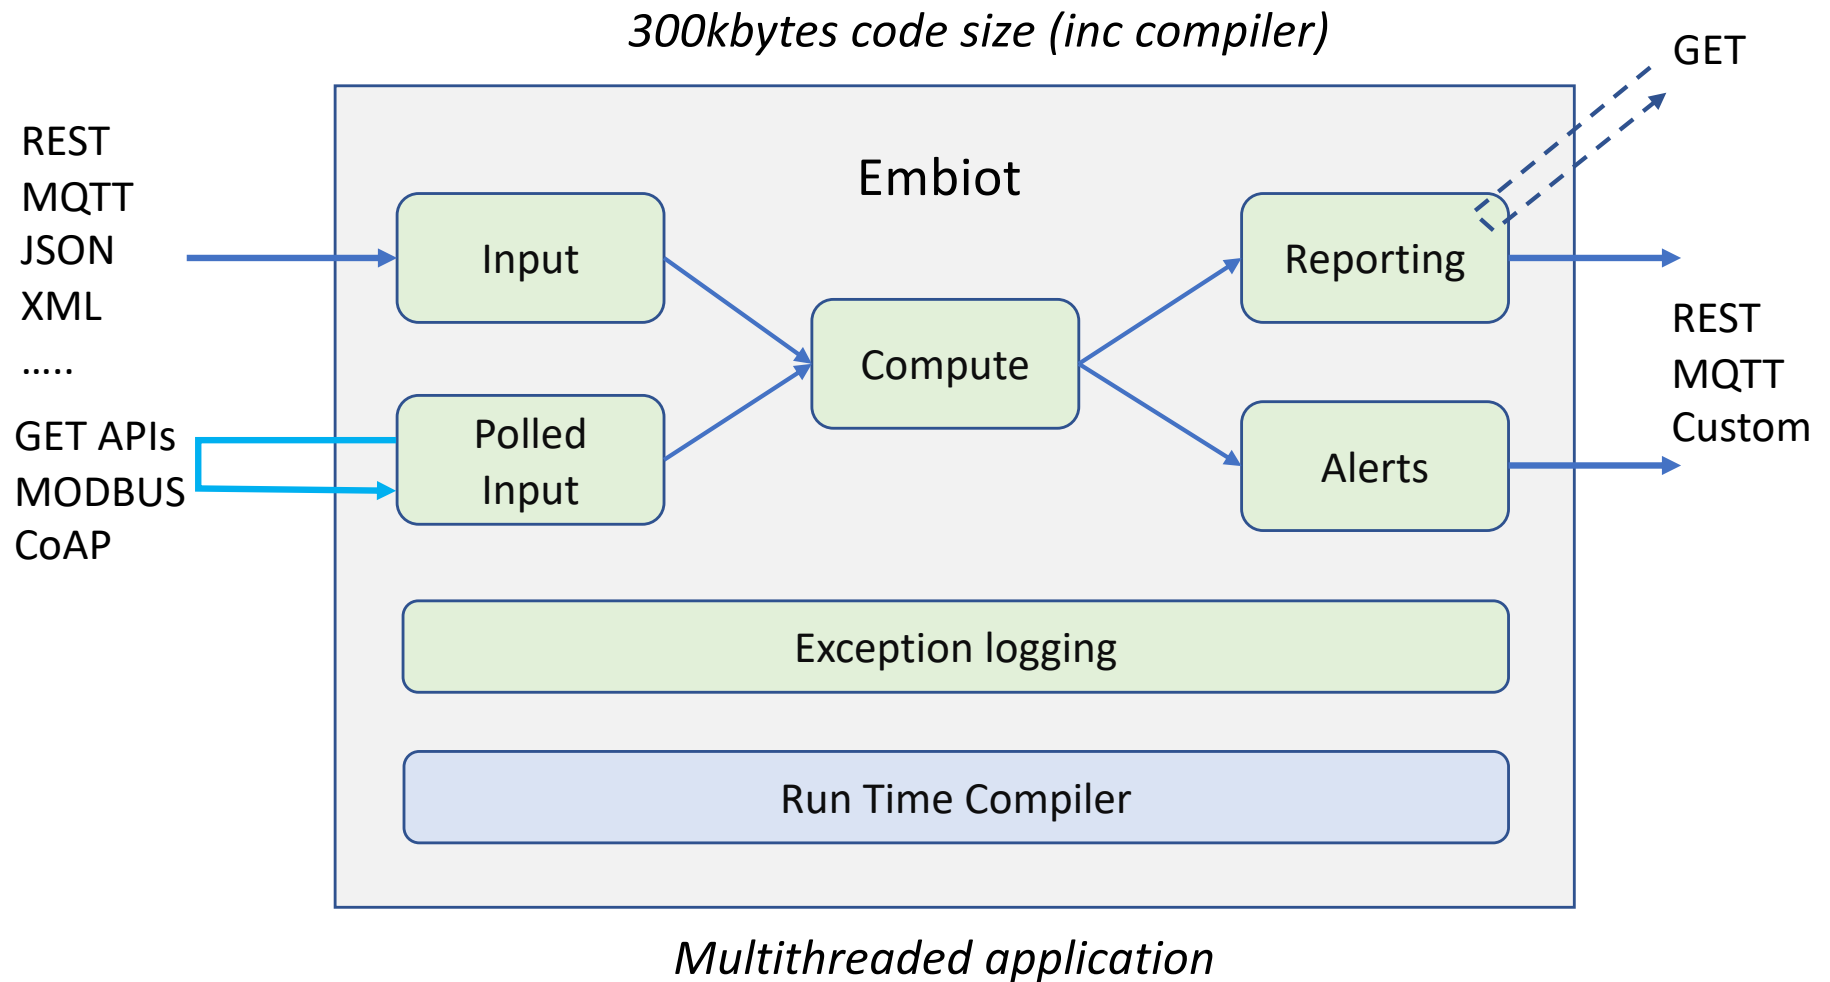 300kbytes code size (inc compiler)
GET
REST
MQTT
JSON
XML
.....
GET APIs
MODBUS
CoAP
Embiot
Input
Polled
Input
Compute
Reporting
Alerts
REST
MQTT
Custom
Exception logging
Run Time Compiler
Multithreaded application